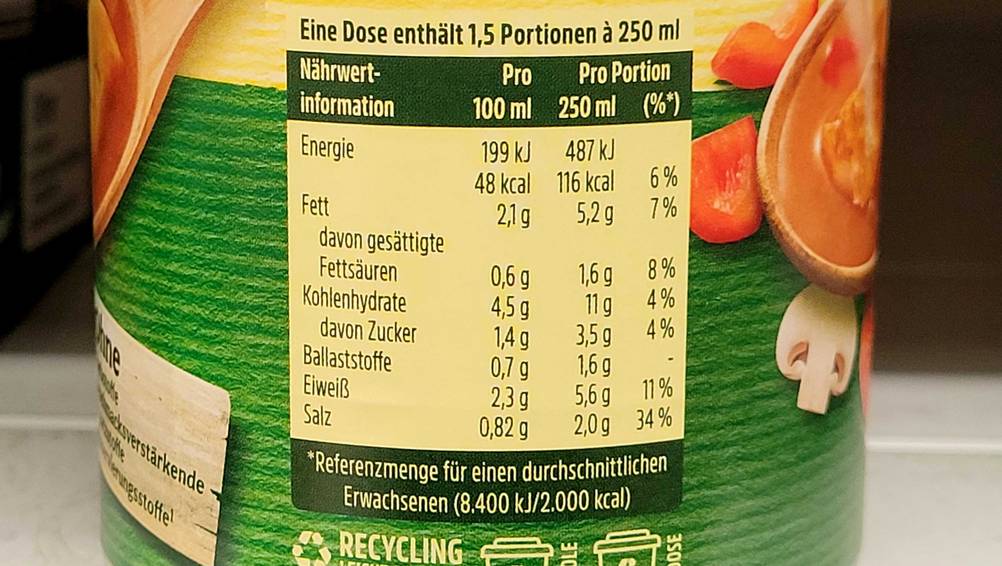 Eine Dose enthält 1,5 Portionen à 250 ml
Nährwert- Pro Pro Portion
information 100 ml 250 ml (%*)
Energie 199 kJ 487 kJ
48 kcal 116 kcal 6 %
Fett 2,1 g 5,2 g 7 %
davon gesättigte
Fettsäuren 0,6 g 1,6 g 8 %
Kohlenhydrate 4,5 g 11 g 4 %
davon Zucker 1,4 g 3,5 g 4 %
Ballaststoffe 0,7 g 1,6 g -
Eiweiß 2,3 g 5,6 g 11 %
Salz 0,82 g 2,0 g 34 %
*Referenzmenge für einen durchschnittlichen
Erwachsenen (8.400 kJ/2.000 kcal)
RECYCLING